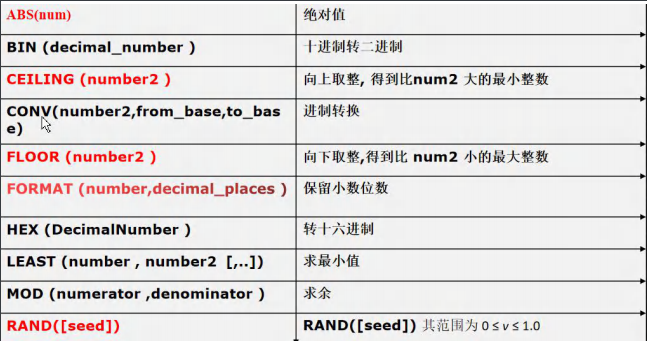 ABS(num) 绝对值
BIN (decimal_number ) 十进制转二进制
CEILING (number2 ) 向上取整, 得到比num2 大的最小整数
CONV(number2,from_base,to_bas 进制转换
e)
FLOOR (number2 ) 向下取整,得到比 num2 小的最大整数
FORMAT (number,decimal_places ) 保留小数位数
HEX (DecimalNumber ) 转十六进制
LEAST (number , number2 [,..]) 求最小值
MOD (numerator ,denominator ) 求余
RAND([seed]) RAND([seed]) 其范围为 0 ≤ v ≤ 1.0